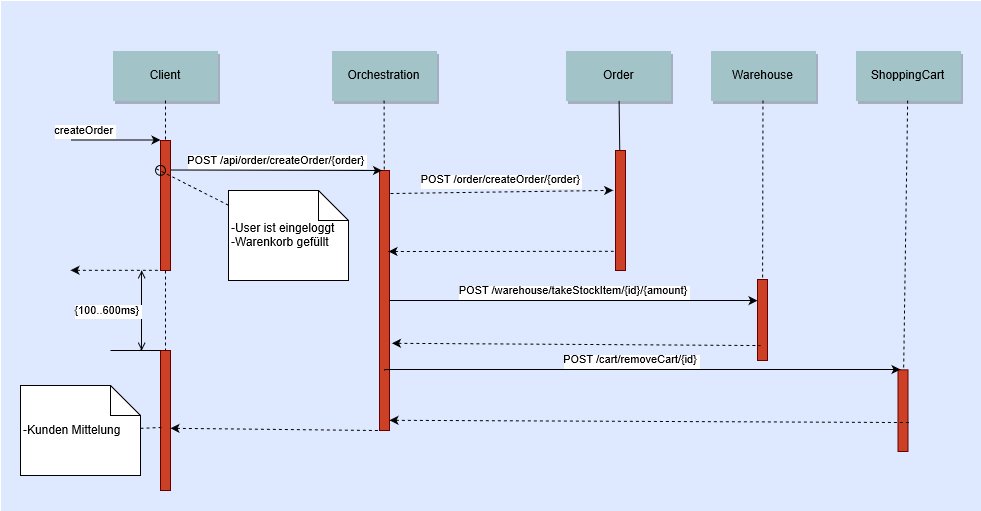 Client
Orchestration
Order
Warehouse
ShoppingCart
createOrder
POST /api/order/createOrder/{order}
POST /order/createOrder/{order}
-User ist eingeloggt
-Warenkorb gefüllt
POST /warehouse/takeStockItem/{id}/{amount}
{100..600ms}
POST /cart/removeCart/{id}
-Kunden Mittelung